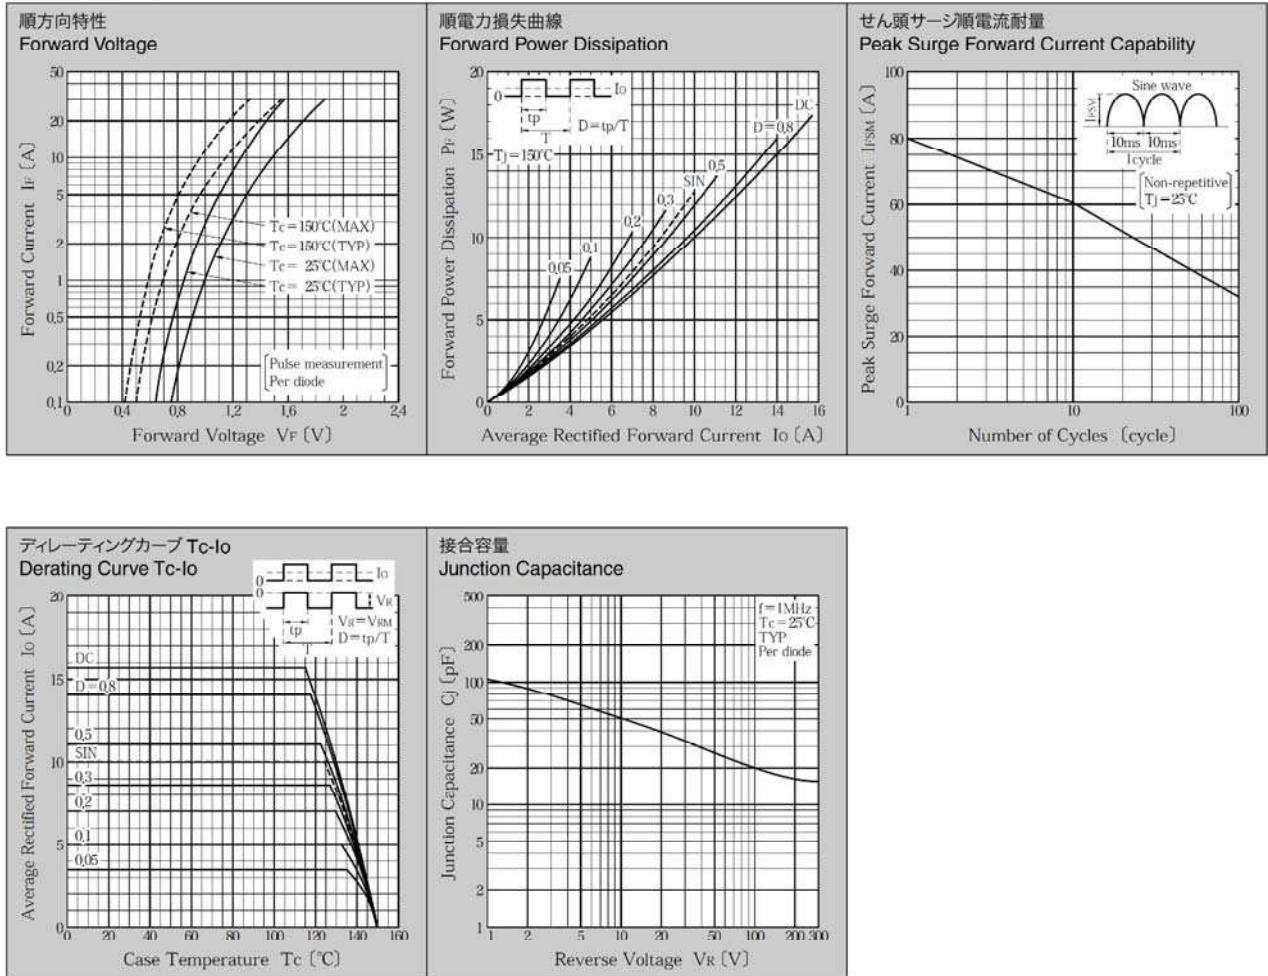 順方向特性
Forward Voltage
50
20
10
5
2
1
0.5
0.2
0.1
Forward Current IF [A]
Tc=150℃(MAX)
Tc=150℃(TYP)
Tc= 25℃(MAX)
Tc= 25℃(TYP)
Pulse measurement
Per diode
0 0.4 0.8 1.2 1.6 2 2.4
Forward Voltage VF [V]
順電力損失曲線
Forward Power Dissipation
20
15
10
5
0
Forward Power Dissipation PF [W]
0
Io
tp
T
D=tp/T
Tj=150℃
DC
D=0.8
0.5
SIN
0.3
0.2
0.1
0.05
0 2 4 6 8 10 12 14 16
Average Rectified Forward Current Io [A]
せん頭サージ順電流耐量
Peak Surge Forward Current Capability
100
80
60
40
20
0
Peak Surge Forward Current IFSM [A]
Sine wave
IFSM
10ms 10ms
1cycle
Non-repetitive
Tj=25℃
1 10 100
Number of Cycles [cycle]
ディレーティングカーブ Tc-Io
Derating Curve Tc-Io
20
15
10
5
0
Average Rectified Forward Current Io [A]
0
Io
0
VR
tp
T
VR=VRM
D=tp/T
DC
D=0.8
0.5
SIN
0.3
0.2
0.1
0.05
0 20 40 60 80 100 120 140 160
Case Temperature Tc [℃]
接合容量
Junction Capacitance
500
200
100
50
20
10
5
2
1
Junction Capacitance Cj [pF]
f=1MHz
Tc=25℃
TYP
Per diode
1 2 5 10 20 50 100 200 300
Reverse Voltage VR [V]